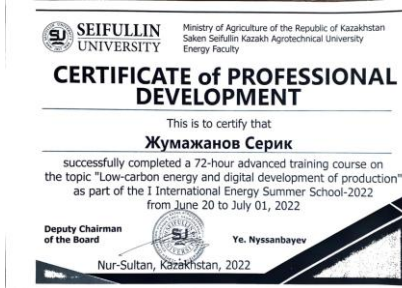 SEIFULLIN
UNIVERSITY
Ministry of Agriculture of the Republic of Kazakhstan
Saken Seifullin Kazakh Agrotechnical University
Energy Faculty
CERTIFICATE of PROFESSIONAL
DEVELOPMENT
This is to certify that
Жумажанов Серик
successfully completed a 72-hour advanced training course on
the topic "Low-carbon energy and digital development of production"
as part of the I International Energy Summer School-2022
from June 20 to July 01, 2022
Deputy Chairman
of the Board
Ye. Nyssanbayev
Nur-Sultan, Kazakhstan, 2022